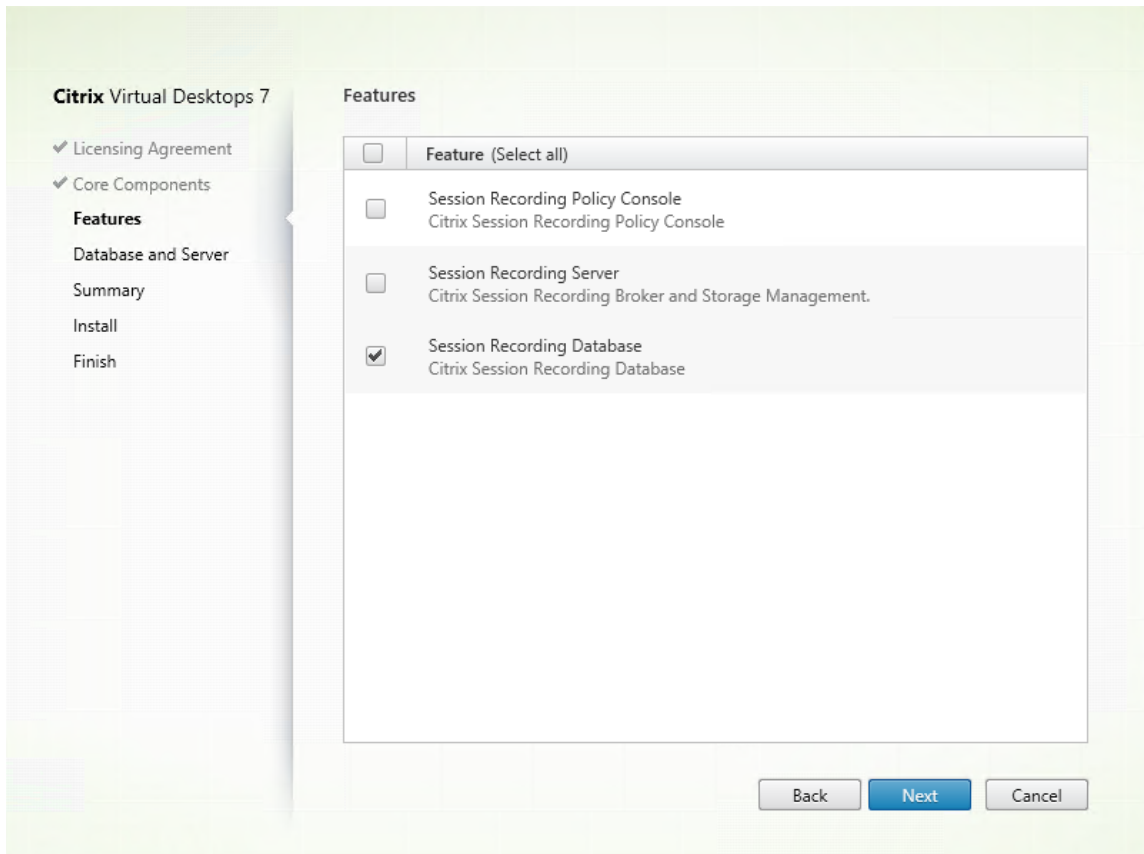 Citrix Virtual Desktops 7
Licensing Agreement
Core Components
Features
Database and Server
Summary
Install
Finish
Features
Feature (Select all)
Session Recording Policy Console
Citrix Session Recording Policy Console
Session Recording Server
Citrix Session Recording Broker and Storage Management.
Session Recording Database
Citrix Session Recording Database
Back
Next
Cancel